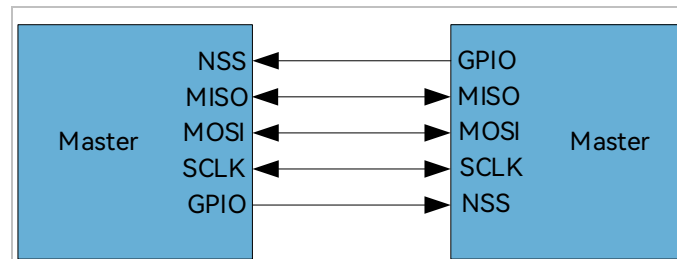 NSS GPIO
MISO MISO
Master MOSI MOSI Master
SCLK SCLK
GPIO NSS